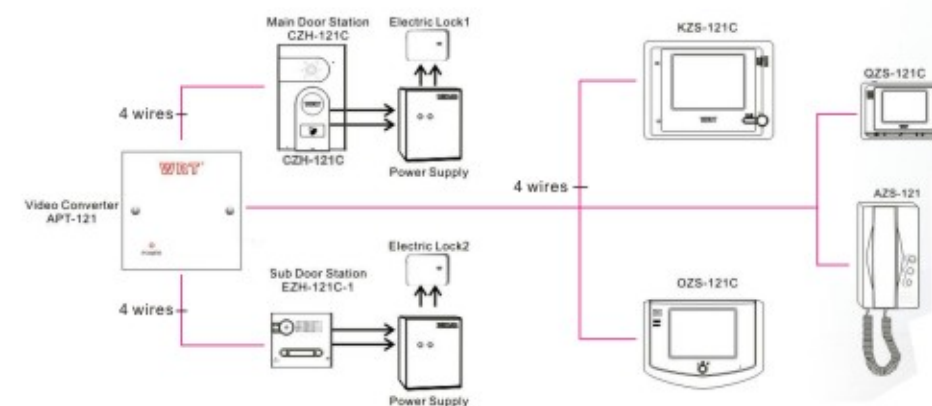 Main Door Station
CZH-121C
Electric Lock1
KZS-121C
QZS-121C
4 wires
WRT
CZH-121C
Power Supply
WRT
4 wires
AZS-121
Video Converter
APT-121
POWER
Electric Lock2
Sub Door Station
EZH-121C-1
OZS-121C
4 wires
Power Supply